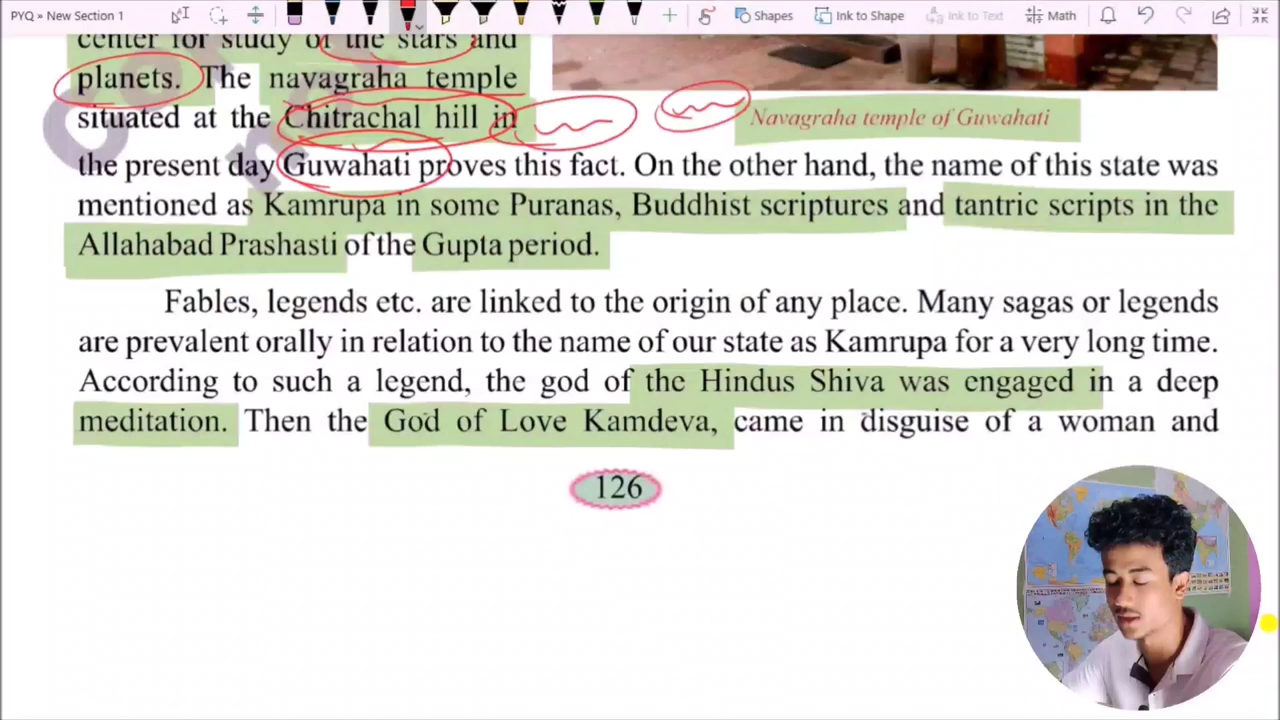 PYQ » New Section 1
Shapes
Ink to Shape
Ink to Text
Math
center for study of the stars and
planets. The navagraha temple
situated at the Chitrachal hill in
Navagraha temple of Guwahati
the present day Guwahati proves this fact. On the other hand, the name of this state was
mentioned as Kamrupa in some Puranas, Buddhist scriptures and tantric scripts in the
Allahabad Prashasti of the Gupta period.
Fables, legends etc. are linked to the origin of any place. Many sagas or legends
are prevalent orally in relation to the name of our state as Kamrupa for a very long time.
According to such a legend, the god of the Hindus Shiva was engaged in a deep
meditation. Then the God of Love Kamdeva, came in disguise of a woman and
126